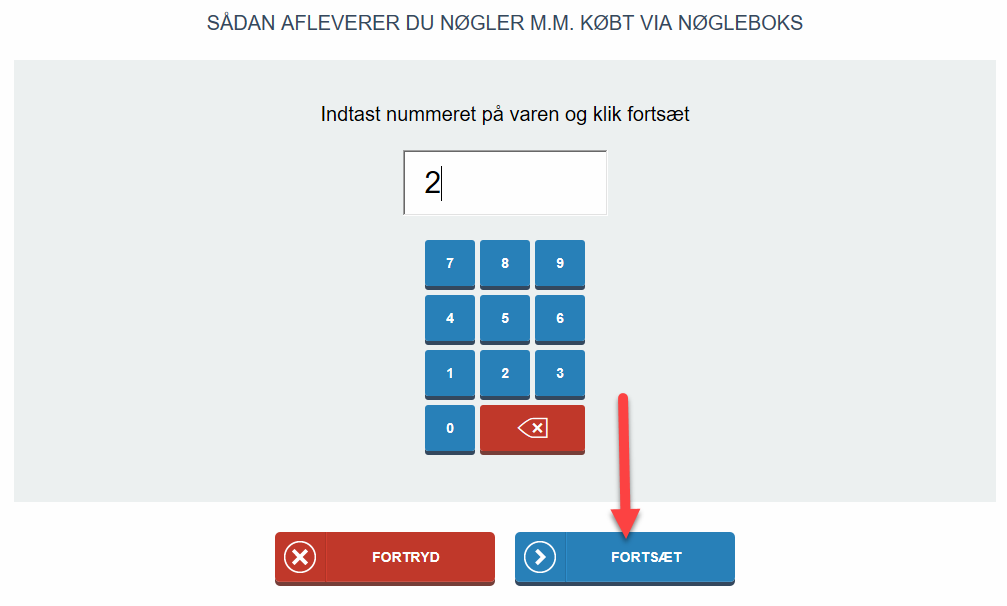 SÅDAN AFLEVERER DU NØGLER M.M. KØBT VIA NØGLEBOKS
Indtast nummeret på varen og klik fortsæt
2
7 8 9
4 5 6
1 2 3
0
FORTRYD FORTSÆT